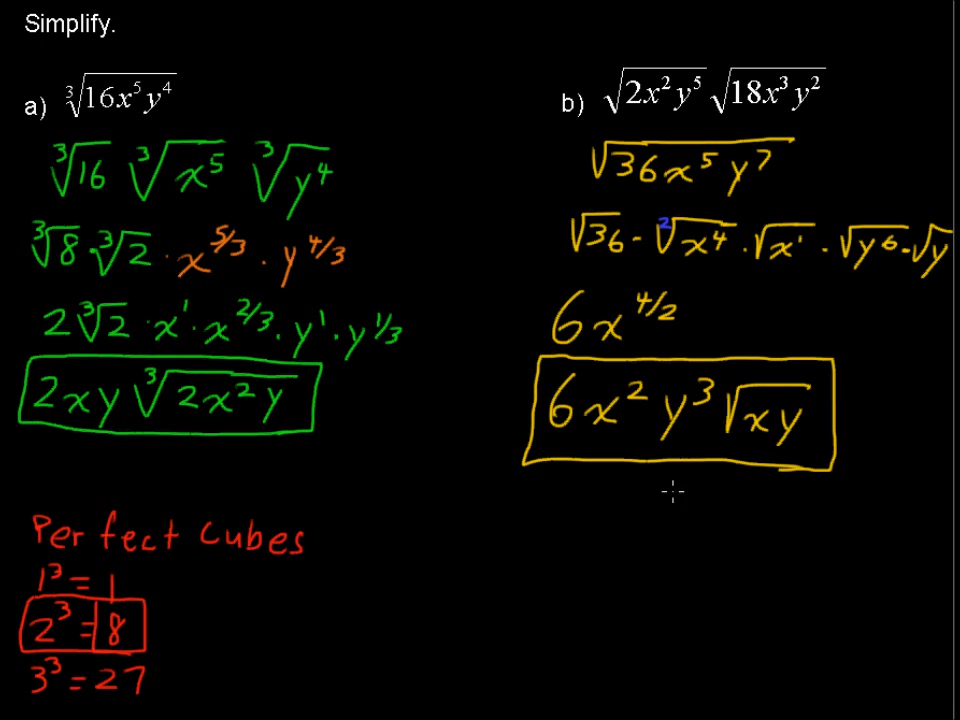 Simplify.
a) ∛(16x⁵y⁴)
∛16 ∛x⁵ ∛y⁴
∛8 · ∛2 · x^(5/3) · y^(4/3)
2∛2 · x¹ · x^(2/3) · y¹ · y^(1/3)
2xy ∛(2x²y)
Perfect Cubes
1³ = 1
2³ = 8
3³ = 27
b) √(2x²y⁵) √(18x³y²)
√(36x⁵y⁷)
√36 · ²√x⁴ · √x¹ · √y⁶ · √y
6x^(4/2)
6x²y³√(xy)